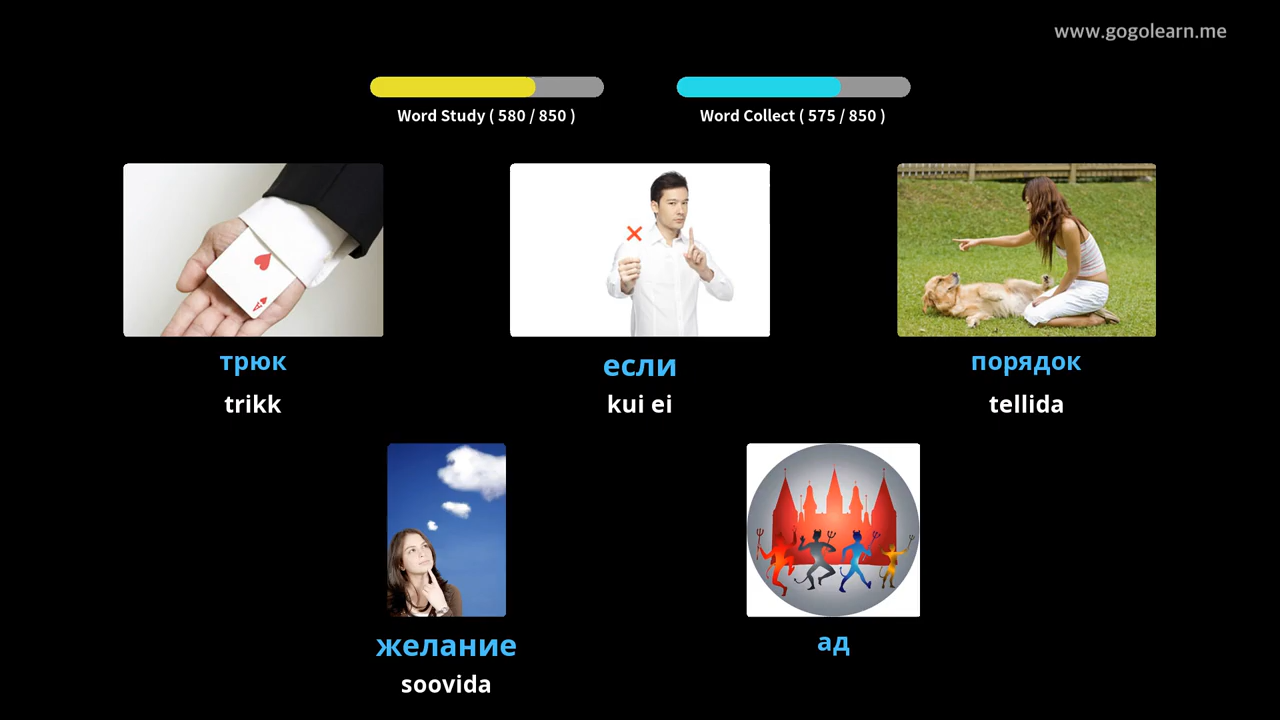 www.gogolearn.me
Word Study ( 580 / 850 )
Word Collect ( 575 / 850 )
трюк
trikk
если
kui ei
порядок
tellida
желание
soovida
ад